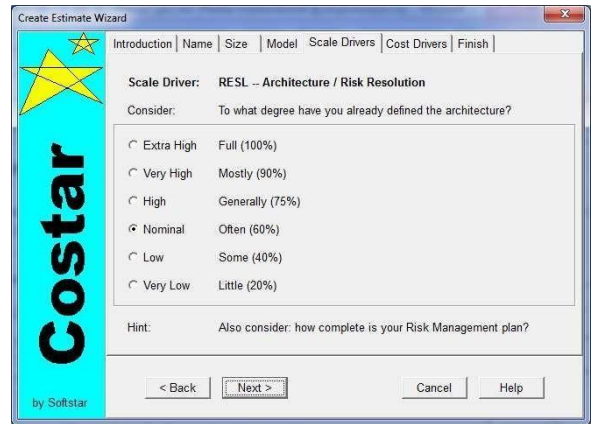 Create Estimate Wizard
Introduction Name Size Model Scale Drivers Cost Drivers Finish
Scale Driver: RESL -- Architecture / Risk Resolution
Consider: To what degree have you already defined the architecture?
Extra High Full (100%)
Very High Mostly (90%)
High Generally (75%)
Nominal Often (60%)
Low Some (40%)
Very Low Little (20%)
Hint: Also consider: how complete is your Risk Management plan?
< Back Next > Cancel Help
Costar
by Softstar